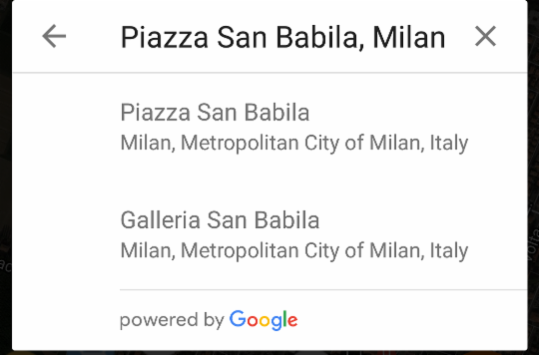 Piazza San Babila, Milan
Piazza San Babila
Milan, Metropolitan City of Milan, Italy
Galleria San Babila
Milan, Metropolitan City of Milan, Italy
powered by Google